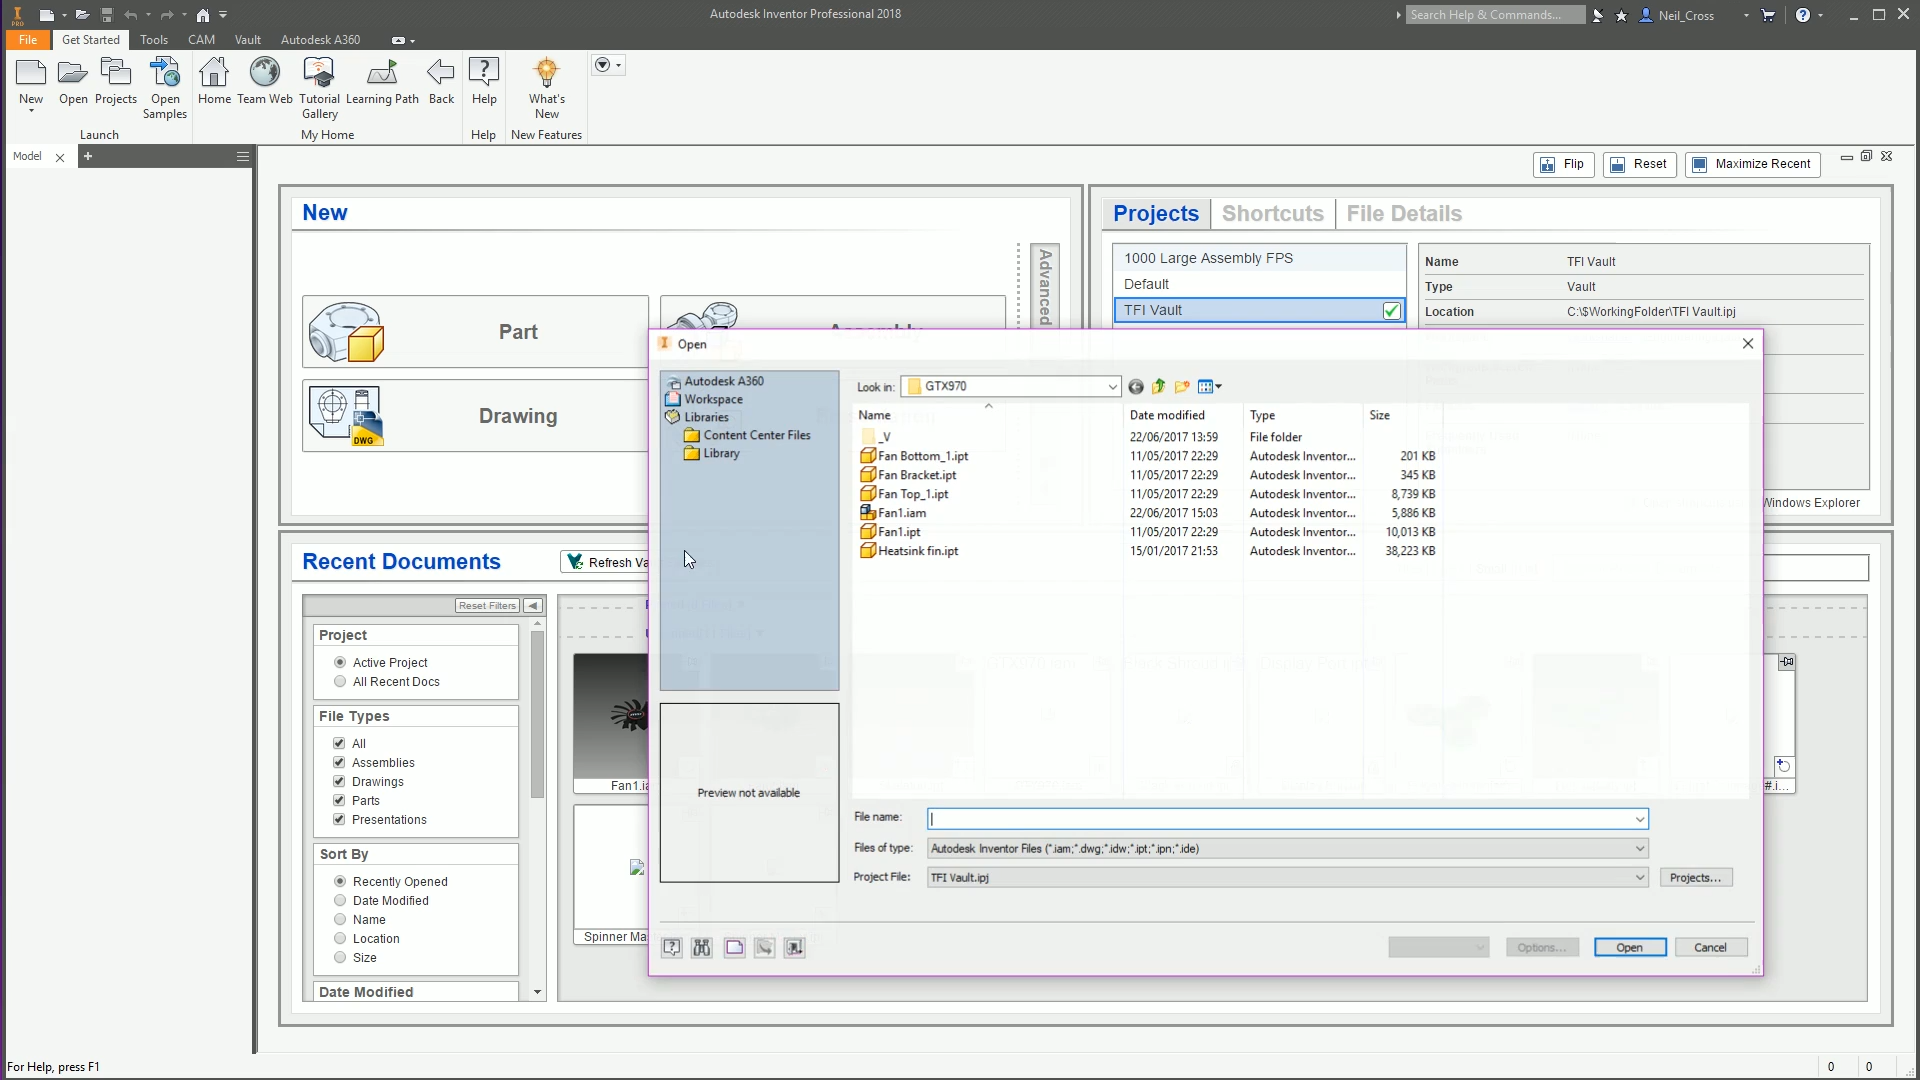 PRO
Autodesk Inventor Professional 2018
Search Help & Commands...
Neil_Cross
File
Get Started
Tools
CAM
Vault
Autodesk A360
New
Open
Projects
Open Samples
Home
Team Web
Tutorial Gallery
Learning Path
Back
Help
What's New
Launch
My Home
Help
New Features
Model
Flip
Reset
Maximize Recent
New
Part
Drawing
DWG
Advanced
Projects
Shortcuts
File Details
1000 Large Assembly FPS
Default
TFI Vault
Name
TFI Vault
Type
Vault
Location
C:\$WorkingFolder\TFI Vault.ipj
Windows Explorer
Open
Autodesk A360
Workspace
Libraries
Content Center Files
Library
Look in:
GTX970
Name
Date modified
Type
Size
_V
22/06/2017 13:59
File folder
Fan Bottom_1.ipt
11/05/2017 22:29
Autodesk Inventor...
201 KB
Fan Bracket.ipt
11/05/2017 22:29
Autodesk Inventor...
345 KB
Fan Top_1.ipt
11/05/2017 22:29
Autodesk Inventor...
8,739 KB
Fan1.iam
22/06/2017 15:03
Autodesk Inventor...
5,886 KB
Fan1.ipt
11/05/2017 22:29
Autodesk Inventor...
10,013 KB
Heatsink fin.ipt
15/01/2017 21:53
Autodesk Inventor...
38,223 KB
Preview not available
File name:
Files of type:
Autodesk Inventor Files (*.iam;*.dwg;*.idw;*.ipt;*.ipn;*.ide)
Project File:
TFI Vault.ipj
Projects...
Options...
Open
Cancel
Recent Documents
Refresh Va
Reset Filters
Project
Active Project
All Recent Docs
File Types
All
Assemblies
Drawings
Parts
Presentations
Sort By
Recently Opened
Date Modified
Name
Location
Size
Date Modified
Fan1.ia
Spinner Ma
#.i...
For Help, press F1
0
0